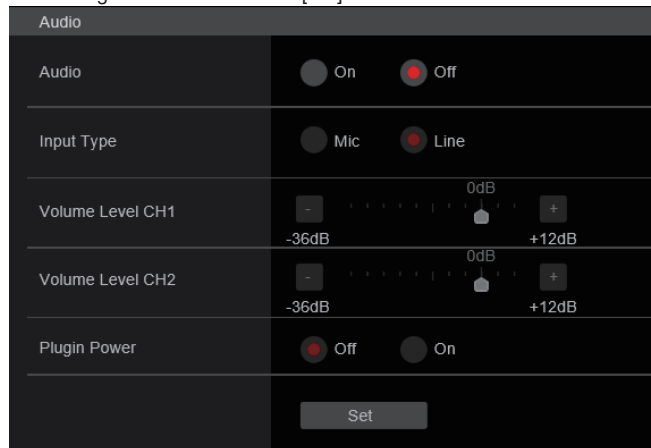 Audio
Audio On Off
Input Type Mic Line
0dB
Volume Level CH1 - +
-36dB +12dB
0dB
Volume Level CH2 - +
-36dB +12dB
Plugin Power Off On
Set